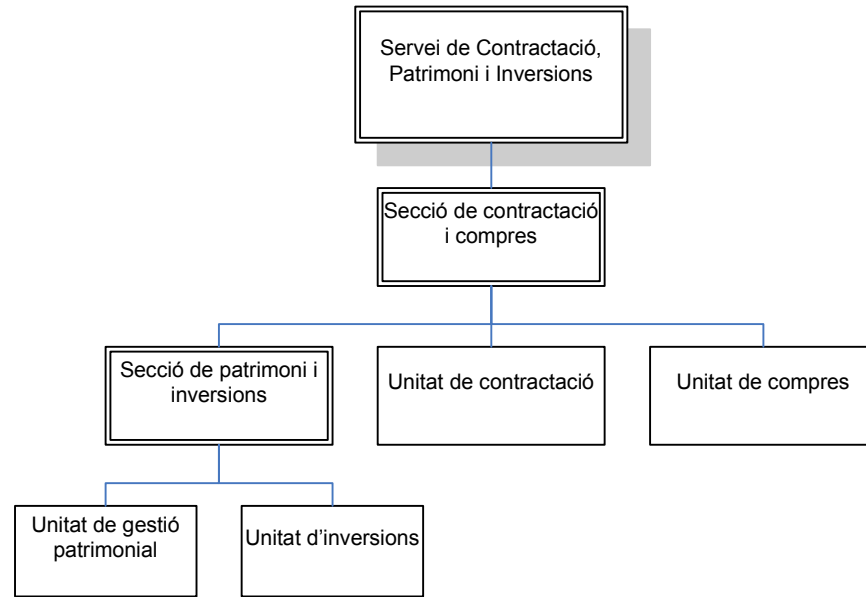 Servei de Contractació,
Patrimoni i Inversions
Secció de contractació
i compres
Secció de patrimoni i
inversions
Unitat de contractació
Unitat de compres
Unitat de gestió
patrimonial
Unitat d’inversions